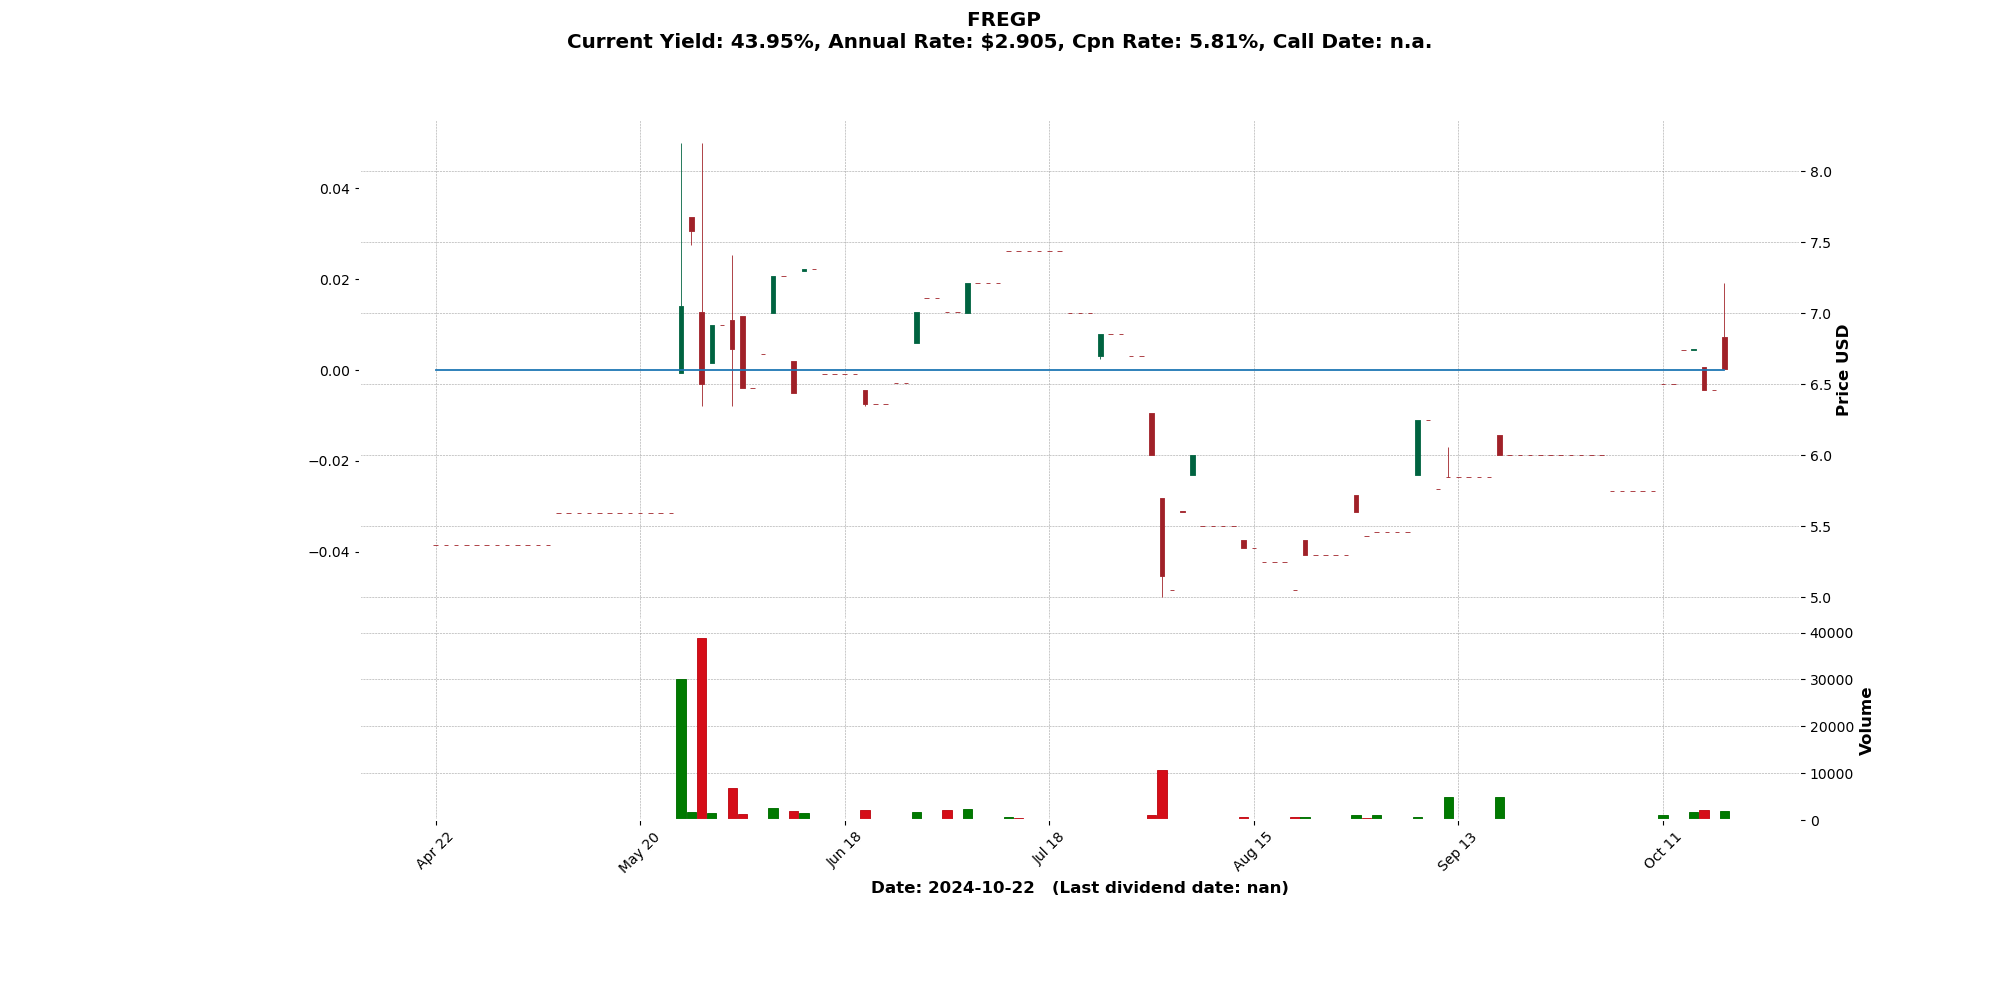 FREGP
Current Yield: 43.95%, Annual Rate: $2.905, Cpn Rate: 5.81%, Call Date: n.a.
0.04
0.02
0.00
−0.02
−0.04
8.0
7.5
7.0
6.5
6.0
5.5
5.0
Price USD
40000
30000
20000
10000
0
Volume
Apr 22
May 20
Jun 18
Jul 18
Aug 15
Sep 13
Oct 11
Date: 2024-10-22   (Last dividend date: nan)